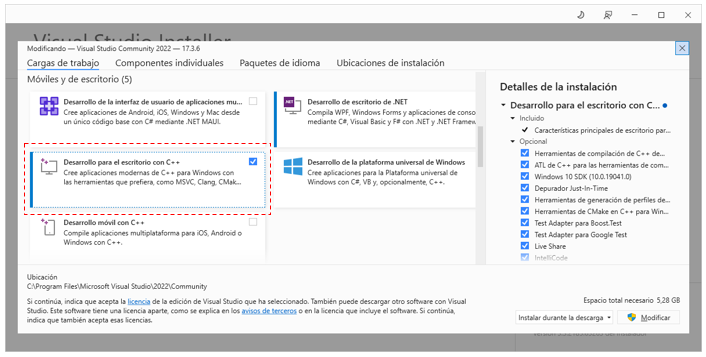 Visual Studio Installer
Modificando — Visual Studio Community 2022 — 17.3.6
Cargas de trabajo Componentes individuales Paquetes de idioma Ubicaciones de instalación
Móviles y de escritorio (5)
Desarrollo de la interfaz de usuario de aplicaciones mu...
Cree aplicaciones de Android, iOS, Windows y Mac desde
un único código base con C# mediante .NET MAUI.
.NET
Desarrollo de escritorio de .NET
Compile WPF, Windows Forms y aplicaciones de conso
mediante C#, Visual Basic y F# con .NET y .NET Framew
Desarrollo para el escritorio con C++
Cree aplicaciones modernas de C++ para Windows con
las herramientas que prefiera, como MSVC, Clang, CMak...
Desarrollo de la plataforma universal de Windows
Cree aplicaciones para la Plataforma universal de
Windows con C#, VB y, opcionalmente, C++.
Desarrollo móvil con C++
Compile aplicaciones multiplataforma para iOS, Android o
Windows con C++.
Detalles de la instalación
Desarrollo para el escritorio con C...
Incluido
Características principales de escritorio par...
Opcional
Herramientas de compilación de C++ de...
ATL de C++ para las herramientas de com...
Windows 10 SDK (10.0.19041.0)
Depurador Just-In-Time
Herramientas de generación de perfiles de...
Herramientas de CMake en C++ para Win...
Test Adapter para Boost.Test
Test Adapter para Google Test
Live Share
IntelliCode
Ubicación
C:\Program Files\Microsoft Visual Studio\2022\Community
Si continúa, indica que acepta la licencia de la edición de Visual Studio que ha seleccionado. También puede descargar otro software con Visual
Studio. Este software tiene una licencia aparte, como se explica en los avisos de terceros o en la licencia que incluye el software. Si continúa,
indica que también acepta esas licencias.
Espacio total necesario 5,28 GB
Instalar durante la descarga
Modificar